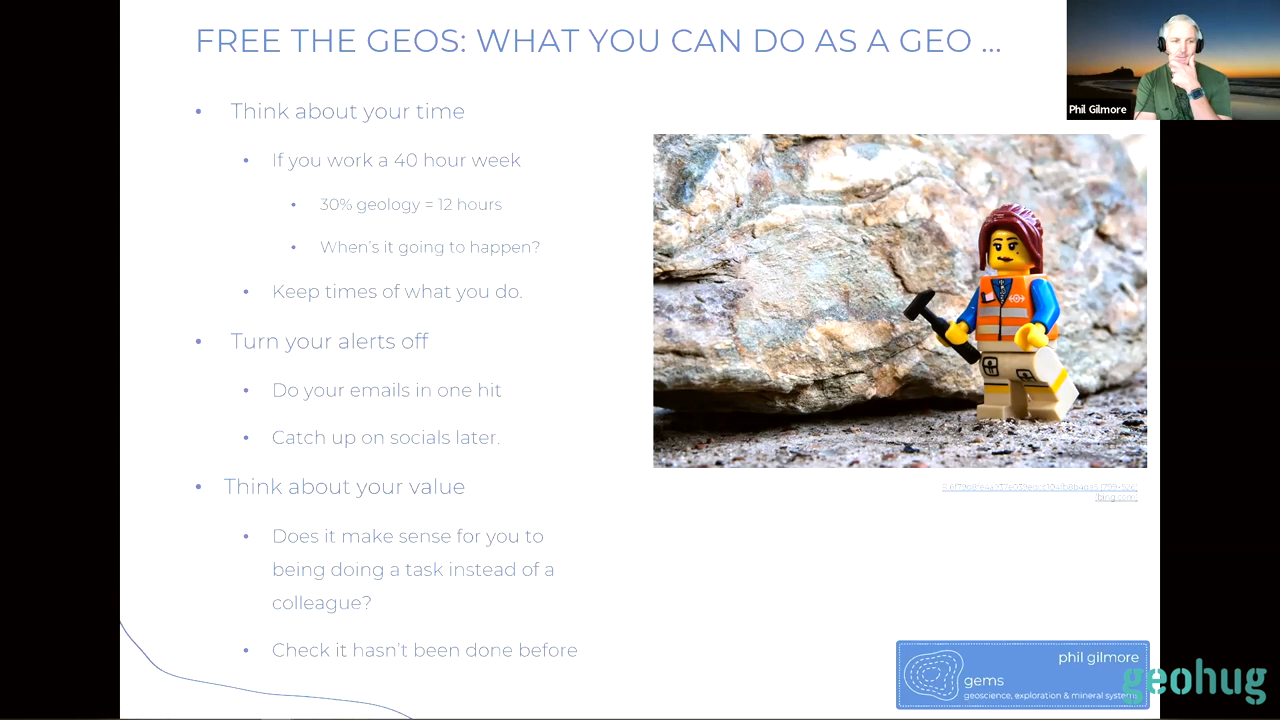 FREE THE GEOS: WHAT YOU CAN DO AS A GEO ...
Phil Gilmore
• Think about your time
• If you work a 40 hour week
• 30% geology = 12 hours
• When's it going to happen?
• Keep times of what you do.
• Turn your alerts off
• Do your emails in one hit
• Catch up on socials later.
• Think about your value
• Does it make sense for you to
being doing a task instead of a
colleague?
• Check it hasn't been done before
(bing.com)
phil gilmore
gems
geoscience, exploration & mineral systems
geohug